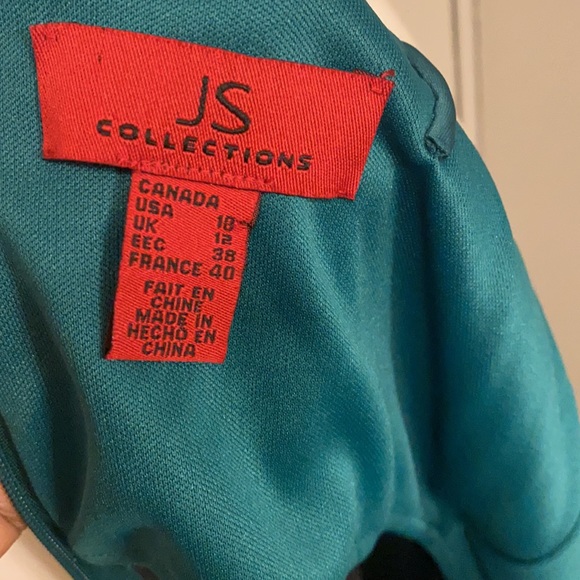 JS
COLLECTIONS
CANADA
USA 10
UK 12
EEC 38
FRANCE 40
FAIT EN
CHINE
MADE IN
HECHO EN
CHINA